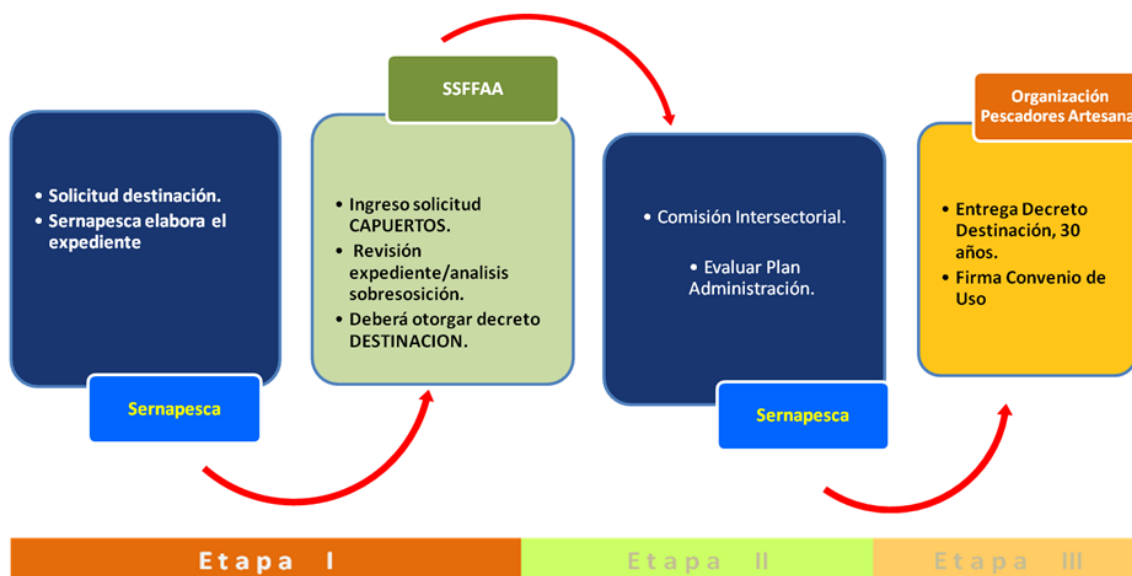 • Solicitud destinación.
• Sernapesca elabora el
expediente
Sernapesca
SSFFAA
• Ingreso solicitud
CAPUERTOS.
• Revisión
expediente/analisis
sobresosición.
• Deberá otorgar decreto
DESTINACION.
• Comisión Intersectorial.
• Evaluar Plan
Administración.
Sernapesca
Organización
Pescadores Artesana
• Entrega Decreto
Destinación, 30
años.
• Firma Convenio de
Uso
Etapa I
Etapa II
Etapa III